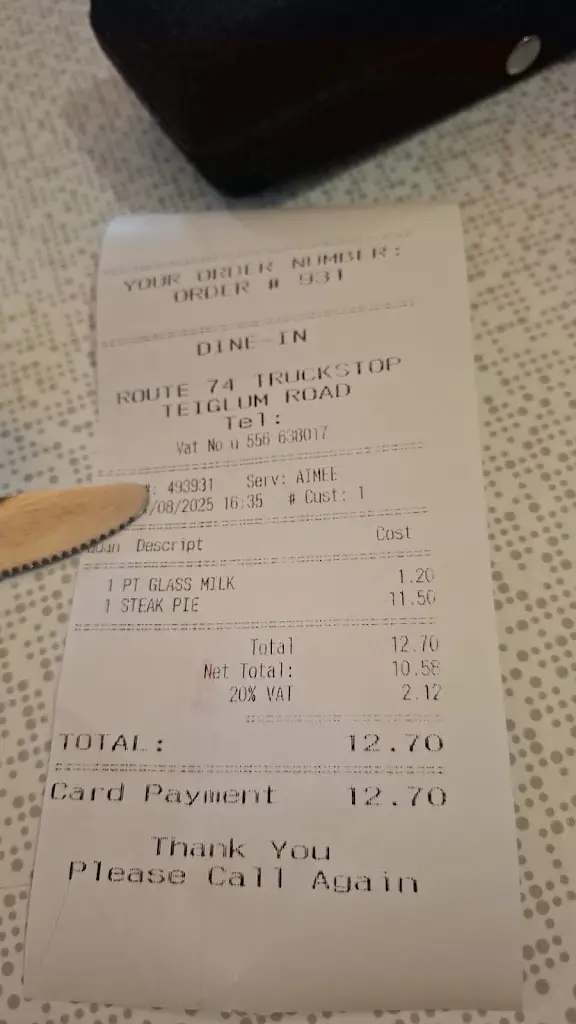 YOUR ORDER NUMBER:
ORDER # 931
DINE-IN
ROUTE 74 TRUCKSTOP
TEIGLUM ROAD
Tel:
Vat No u 556 638017
#: 493931 Serv: AIMEE
/08/2025 16:35 # Cust: 1
Descript Cost
1 PT GLASS MILK 1.20
1 STEAK PIE 11.50
Total 12.70
Net Total: 10.58
20% VAT 2.12
TOTAL: 12.70
Card Payment 12.70
Thank You
Please Call Again